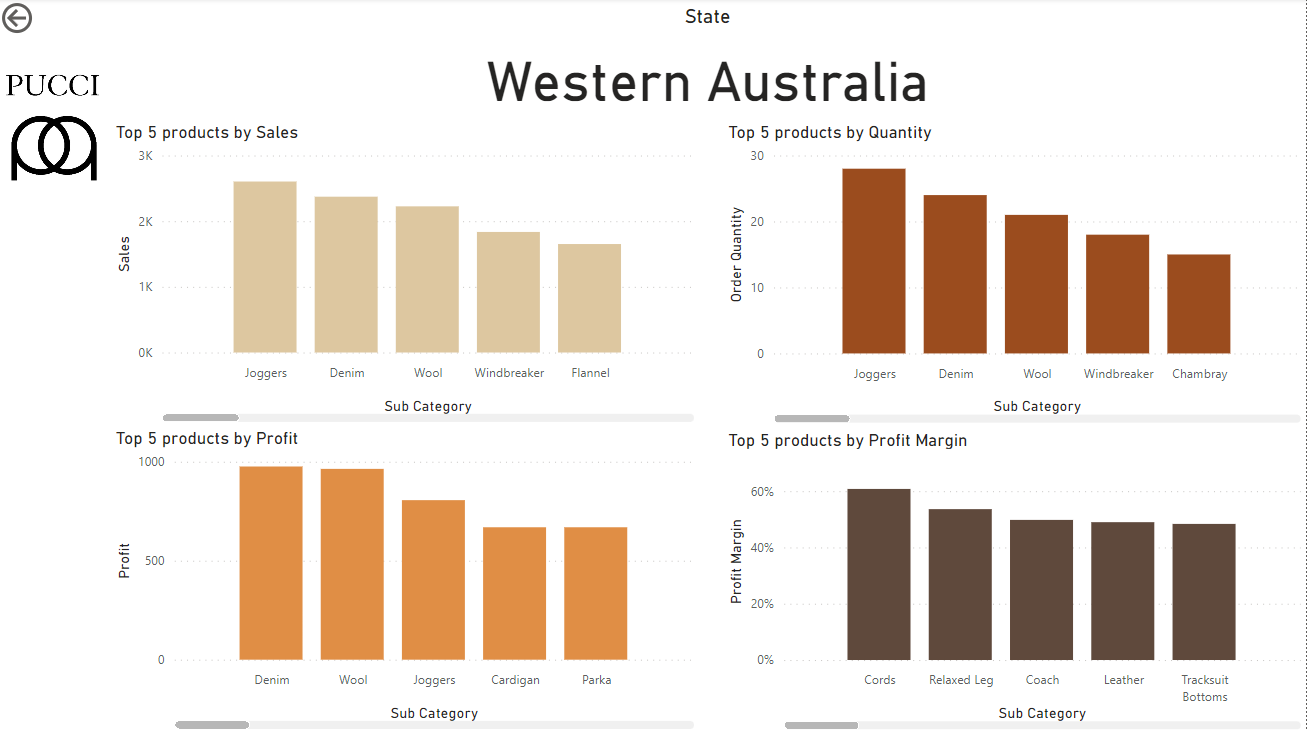 State
PUCCI
Western Australia
Top 5 products by Sales
3K
2K
1K
0K
Sales
Joggers
Denim
Wool
Windbreaker
Flannel
Sub Category
Top 5 products by Quantity
30
20
10
0
Order Quantity
Joggers
Denim
Wool
Windbreaker
Chambray
Sub Category
Top 5 products by Profit
1000
500
0
Profit
Denim
Wool
Joggers
Cardigan
Parka
Sub Category
Top 5 products by Profit Margin
60%
40%
20%
0%
Profit Margin
Cords
Relaxed Leg
Coach
Leather
Tracksuit
Bottoms
Sub Category